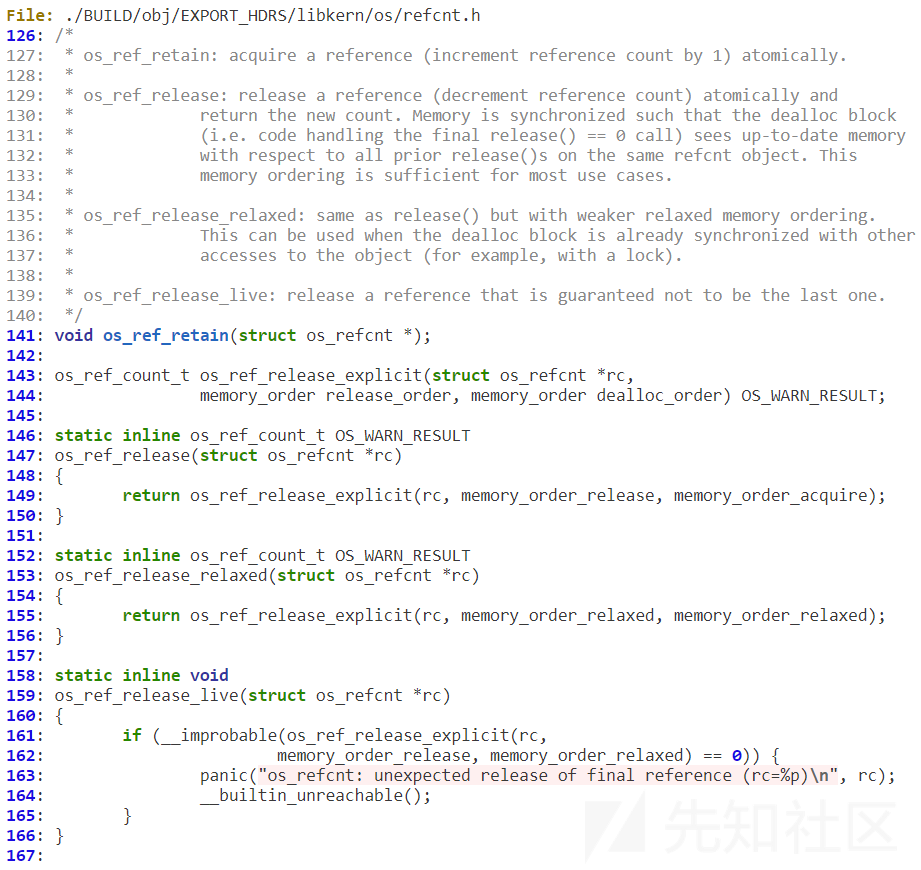 File: ./BUILD/obj/EXPORT_HDRS/libkern/os/refcnt.h
126: /*
127:  * os_ref_retain: acquire a reference (increment reference count by 1) atomically.
128:  *
129:  * os_ref_release: release a reference (decrement reference count) atomically and
130:  *            return the new count. Memory is synchronized such that the dealloc block
131:  *            (i.e. code handling the final release() == 0 call) sees up-to-date memory
132:  *            with respect to all prior release()s on the same refcnt object. This
133:  *            memory ordering is sufficient for most use cases.
134:  *
135:  * os_ref_release_relaxed: same as release() but with weaker relaxed memory ordering.
136:  *            This can be used when the dealloc block is already synchronized with other
137:  *            accesses to the object (for example, with a lock).
138:  *
139:  * os_ref_release_live: release a reference that is guaranteed not to be the last one.
140:  */
141: void os_ref_retain(struct os_refcnt *);
142:
143: os_ref_count_t os_ref_release_explicit(struct os_refcnt *rc,
144:                memory_order release_order, memory_order dealloc_order) OS_WARN_RESULT;
145:
146: static inline os_ref_count_t OS_WARN_RESULT
147: os_ref_release(struct os_refcnt *rc)
148: {
149:        return os_ref_release_explicit(rc, memory_order_release, memory_order_acquire);
150: }
151:
152: static inline os_ref_count_t OS_WARN_RESULT
153: os_ref_release_relaxed(struct os_refcnt *rc)
154: {
155:        return os_ref_release_explicit(rc, memory_order_relaxed, memory_order_relaxed);
156: }
157:
158: static inline void
159: os_ref_release_live(struct os_refcnt *rc)
160: {
161:        if (__improbable(os_ref_release_explicit(rc,
162:                        memory_order_release, memory_order_relaxed) == 0)) {
163:                panic("os_refcnt: unexpected release of final reference (rc=%p)\n", rc);
164:                __builtin_unreachable();
165:        }
166: }
167:
先知社区